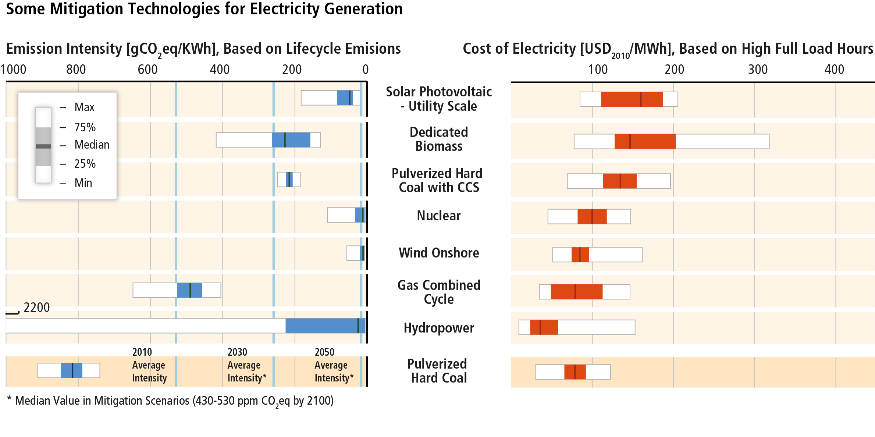 Some Mitigation Technologies for Electricity Generation
Emission Intensity [gCO2eq/KWh], Based on Lifecycle Emisions
Cost of Electricity [USD2010/MWh], Based on High Full Load Hours
1000 800 600 400 200 0
100 200 300 400
Max
75%
Median
25%
Min
Solar Photovoltaic
- Utility Scale
Dedicated
Biomass
Pulverized Hard
Coal with CCS
Nuclear
Wind Onshore
Gas Combined
Cycle
2200
Hydropower
2010
Average
Intensity
2030
Average
Intensity*
2050
Average
Intensity*
Pulverized
Hard Coal
* Median Value in Mitigation Scenarios (430-530 ppm CO2eq by 2100)